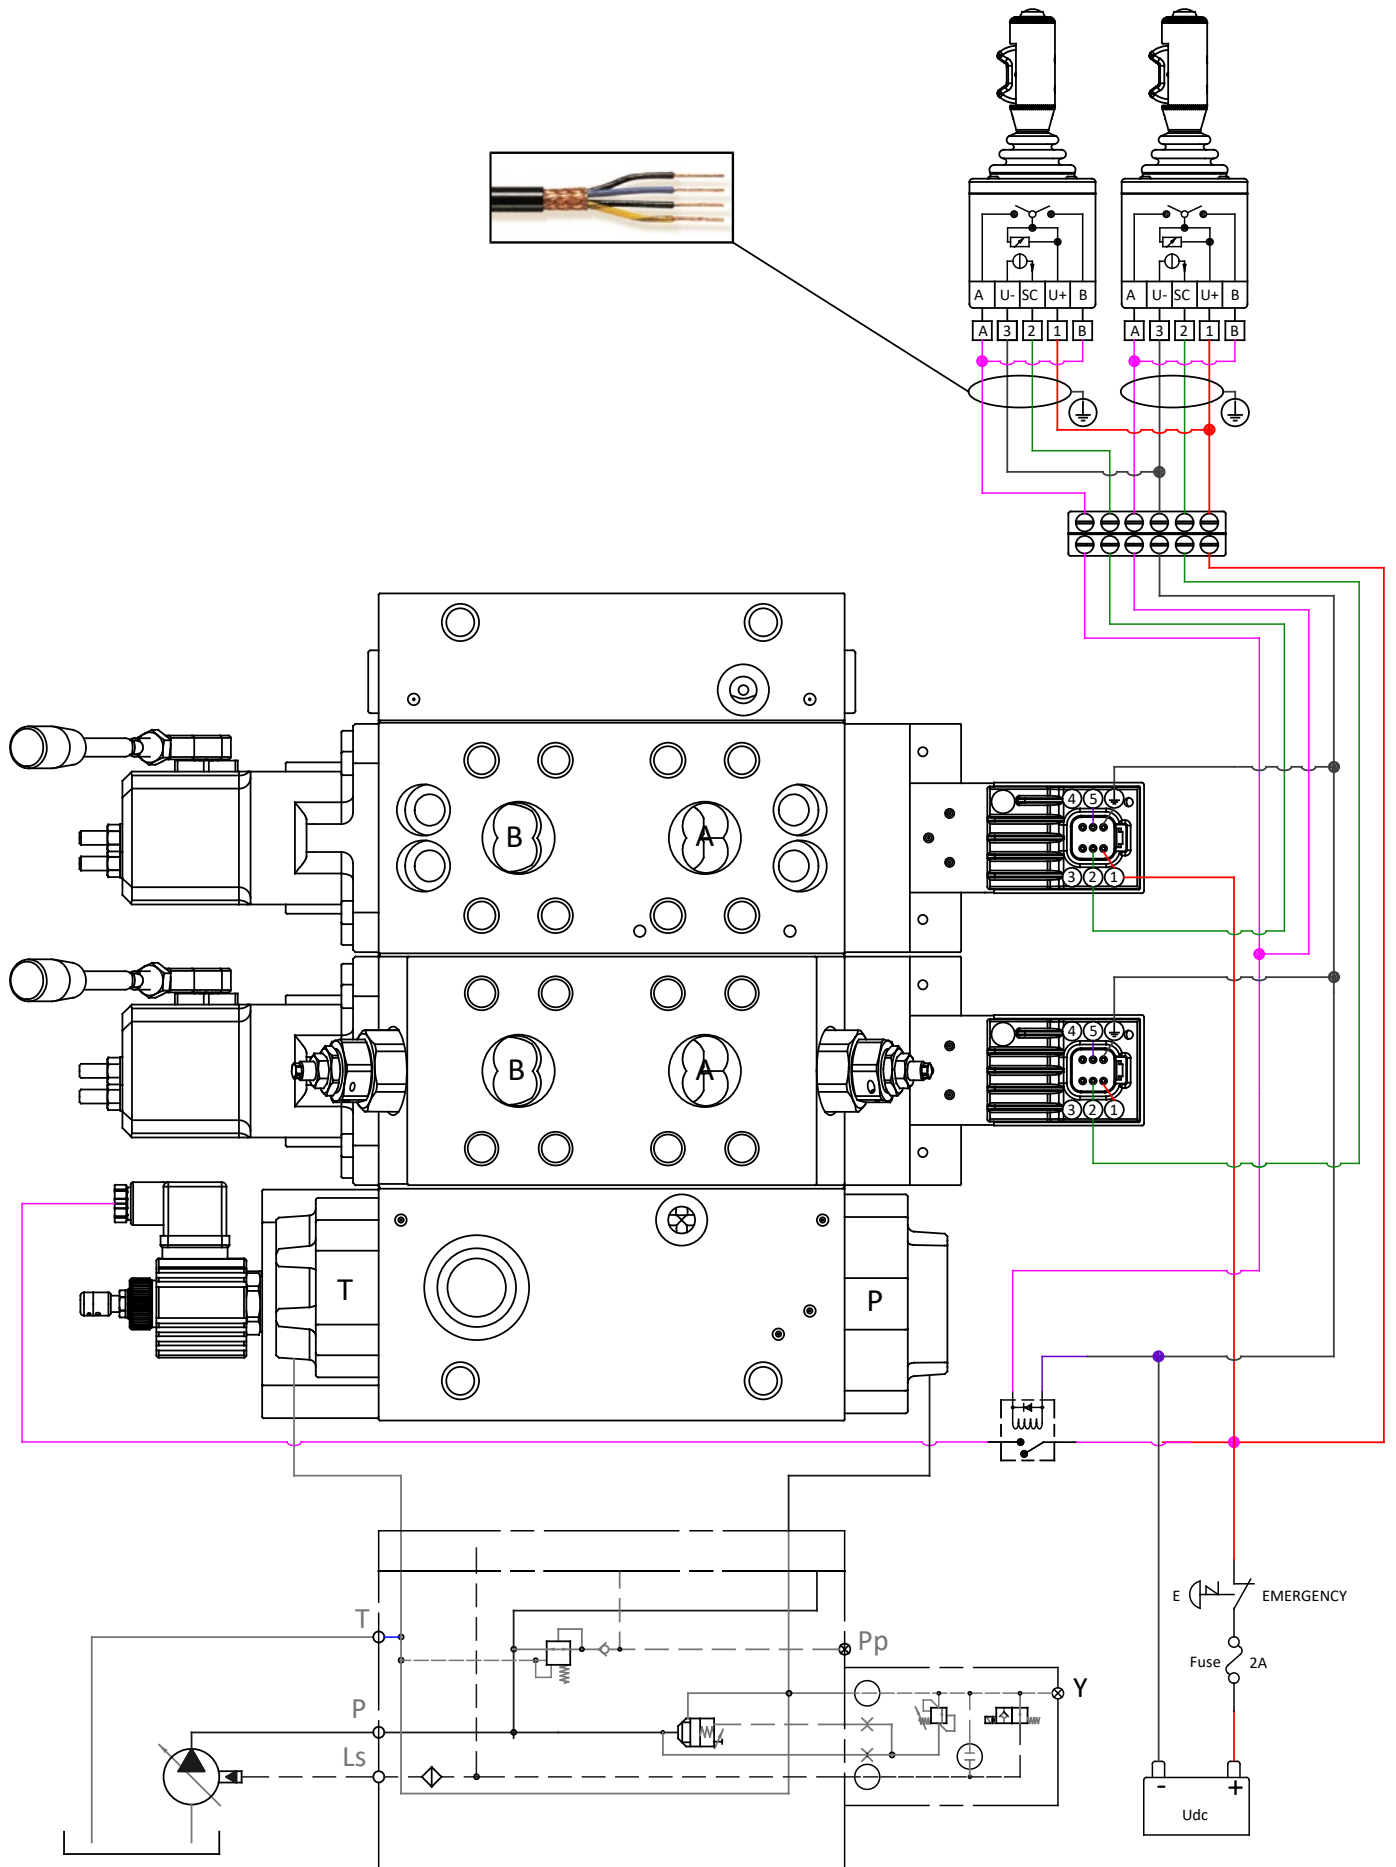 A U- SC U+ B
A U- SC U+ B
A 3 2 1 B
A 3 2 1 B
4 5
B A
3 2 1
4 5
B A
3 2 1
T P
E EMERGENCY
T
Pp
Fuse 2A
Y
P
Ls
- +
Udc